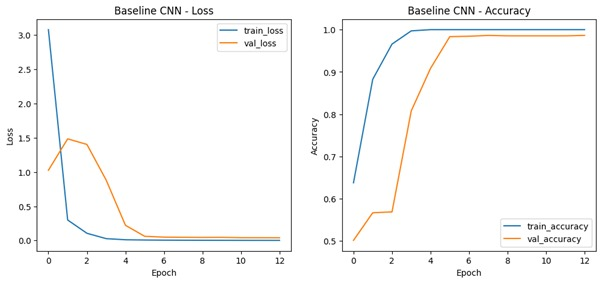 Baseline CNN - Loss
3.0
2.5
2.0
1.5
1.0
0.5
0.0
Loss
0 2 4 6 8 10 12
Epoch
train_loss
val_loss
Baseline CNN - Accuracy
1.0
0.9
0.8
0.7
0.6
0.5
Accuracy
0 2 4 6 8 10 12
Epoch
train_accuracy
val_accuracy